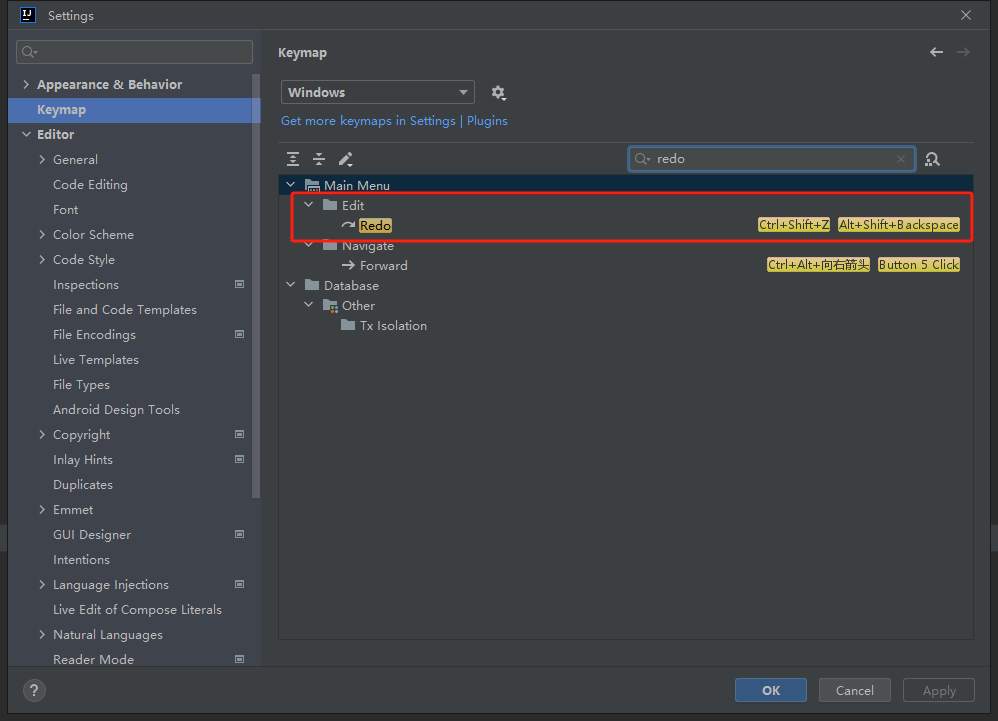 Settings
Keymap
Appearance & Behavior
Keymap
Editor
General
Code Editing
Font
Color Scheme
Code Style
Inspections
File and Code Templates
File Encodings
Live Templates
File Types
Android Design Tools
Copyright
Inlay Hints
Duplicates
Emmet
GUI Designer
Intentions
Language Injections
Live Edit of Compose Literals
Natural Languages
Reader Mode
Windows
Get more keymaps in Settings | Plugins
redo
Main Menu
Edit
Redo Ctrl+Shift+Z Alt+Shift+Backspace
Navigate
Forward Ctrl+Alt+向右箭头 Button 5 Click
Database
Other
Tx Isolation
? OK Cancel Apply